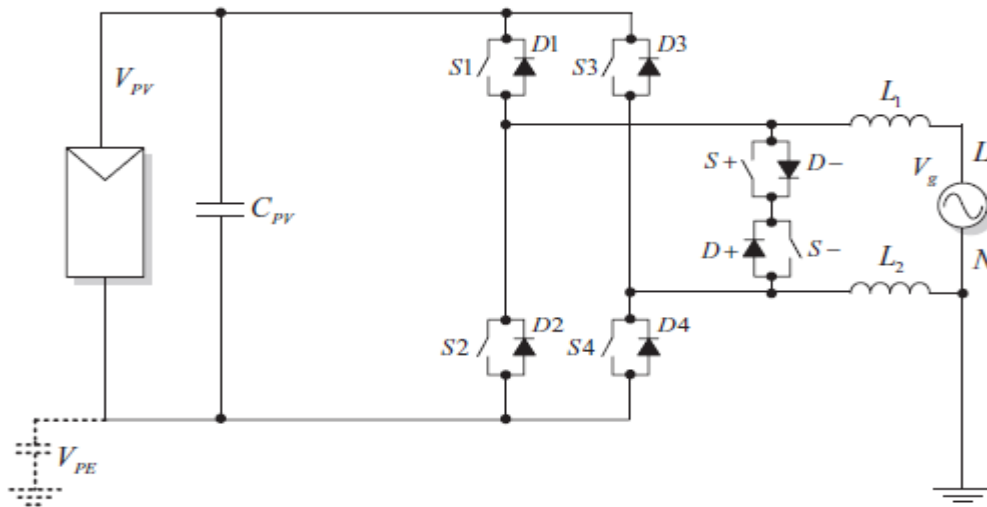 D1
D3
S1
S3
V_PV
L_1
S+
D−
V_g
L
C_PV
D+
S−
L_2
N
D2
D4
S2
S4
V_PE